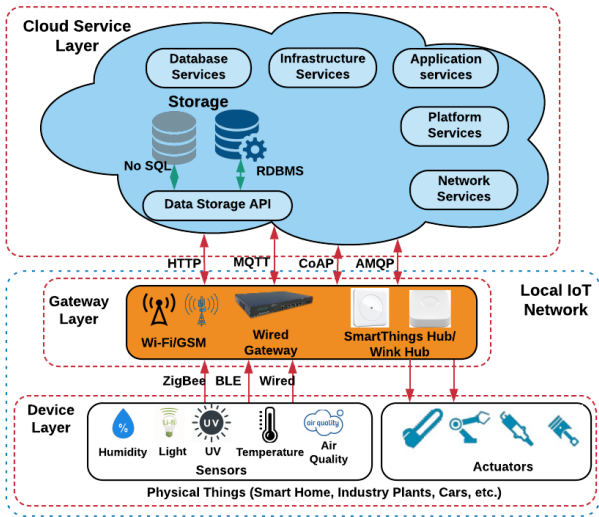 Cloud Service
Layer
Database
Services
Infrastructure
Services
Application
services
Storage
Platform
Services
No SQL
RDBMS
Network
Services
Data Storage API
HTTP
MQTT
CoAP
AMQP
Gateway
Layer
Local IoT
Network
Wi-Fi/GSM
Wired
Gateway
SmartThings Hub/
Wink Hub
ZigBee
BLE
Wired
Device
Layer
%
U-N
UV
air quality
Humidity
Light
UV
Temperature
Air
Quality
Sensors
Actuators
Physical Things (Smart Home, Industry Plants, Cars, etc.)